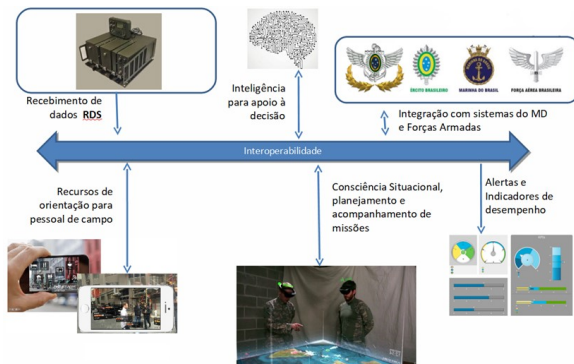 Recebimento de
dados RDS
Inteligência
para apoio à
decisão
EXÉRCITO BRASILEIRO
MARINHA DO BRASIL
FORÇA AÉREA BRASILEIRA
Integração com sistemas do MD
e Forças Armadas
Interoperabilidade
Recursos de
orientação para
pessoal de campo
Consciência Situacional,
planejamento e
acompanhamento de
missões
Alertas e
Indicadores de
desempenho